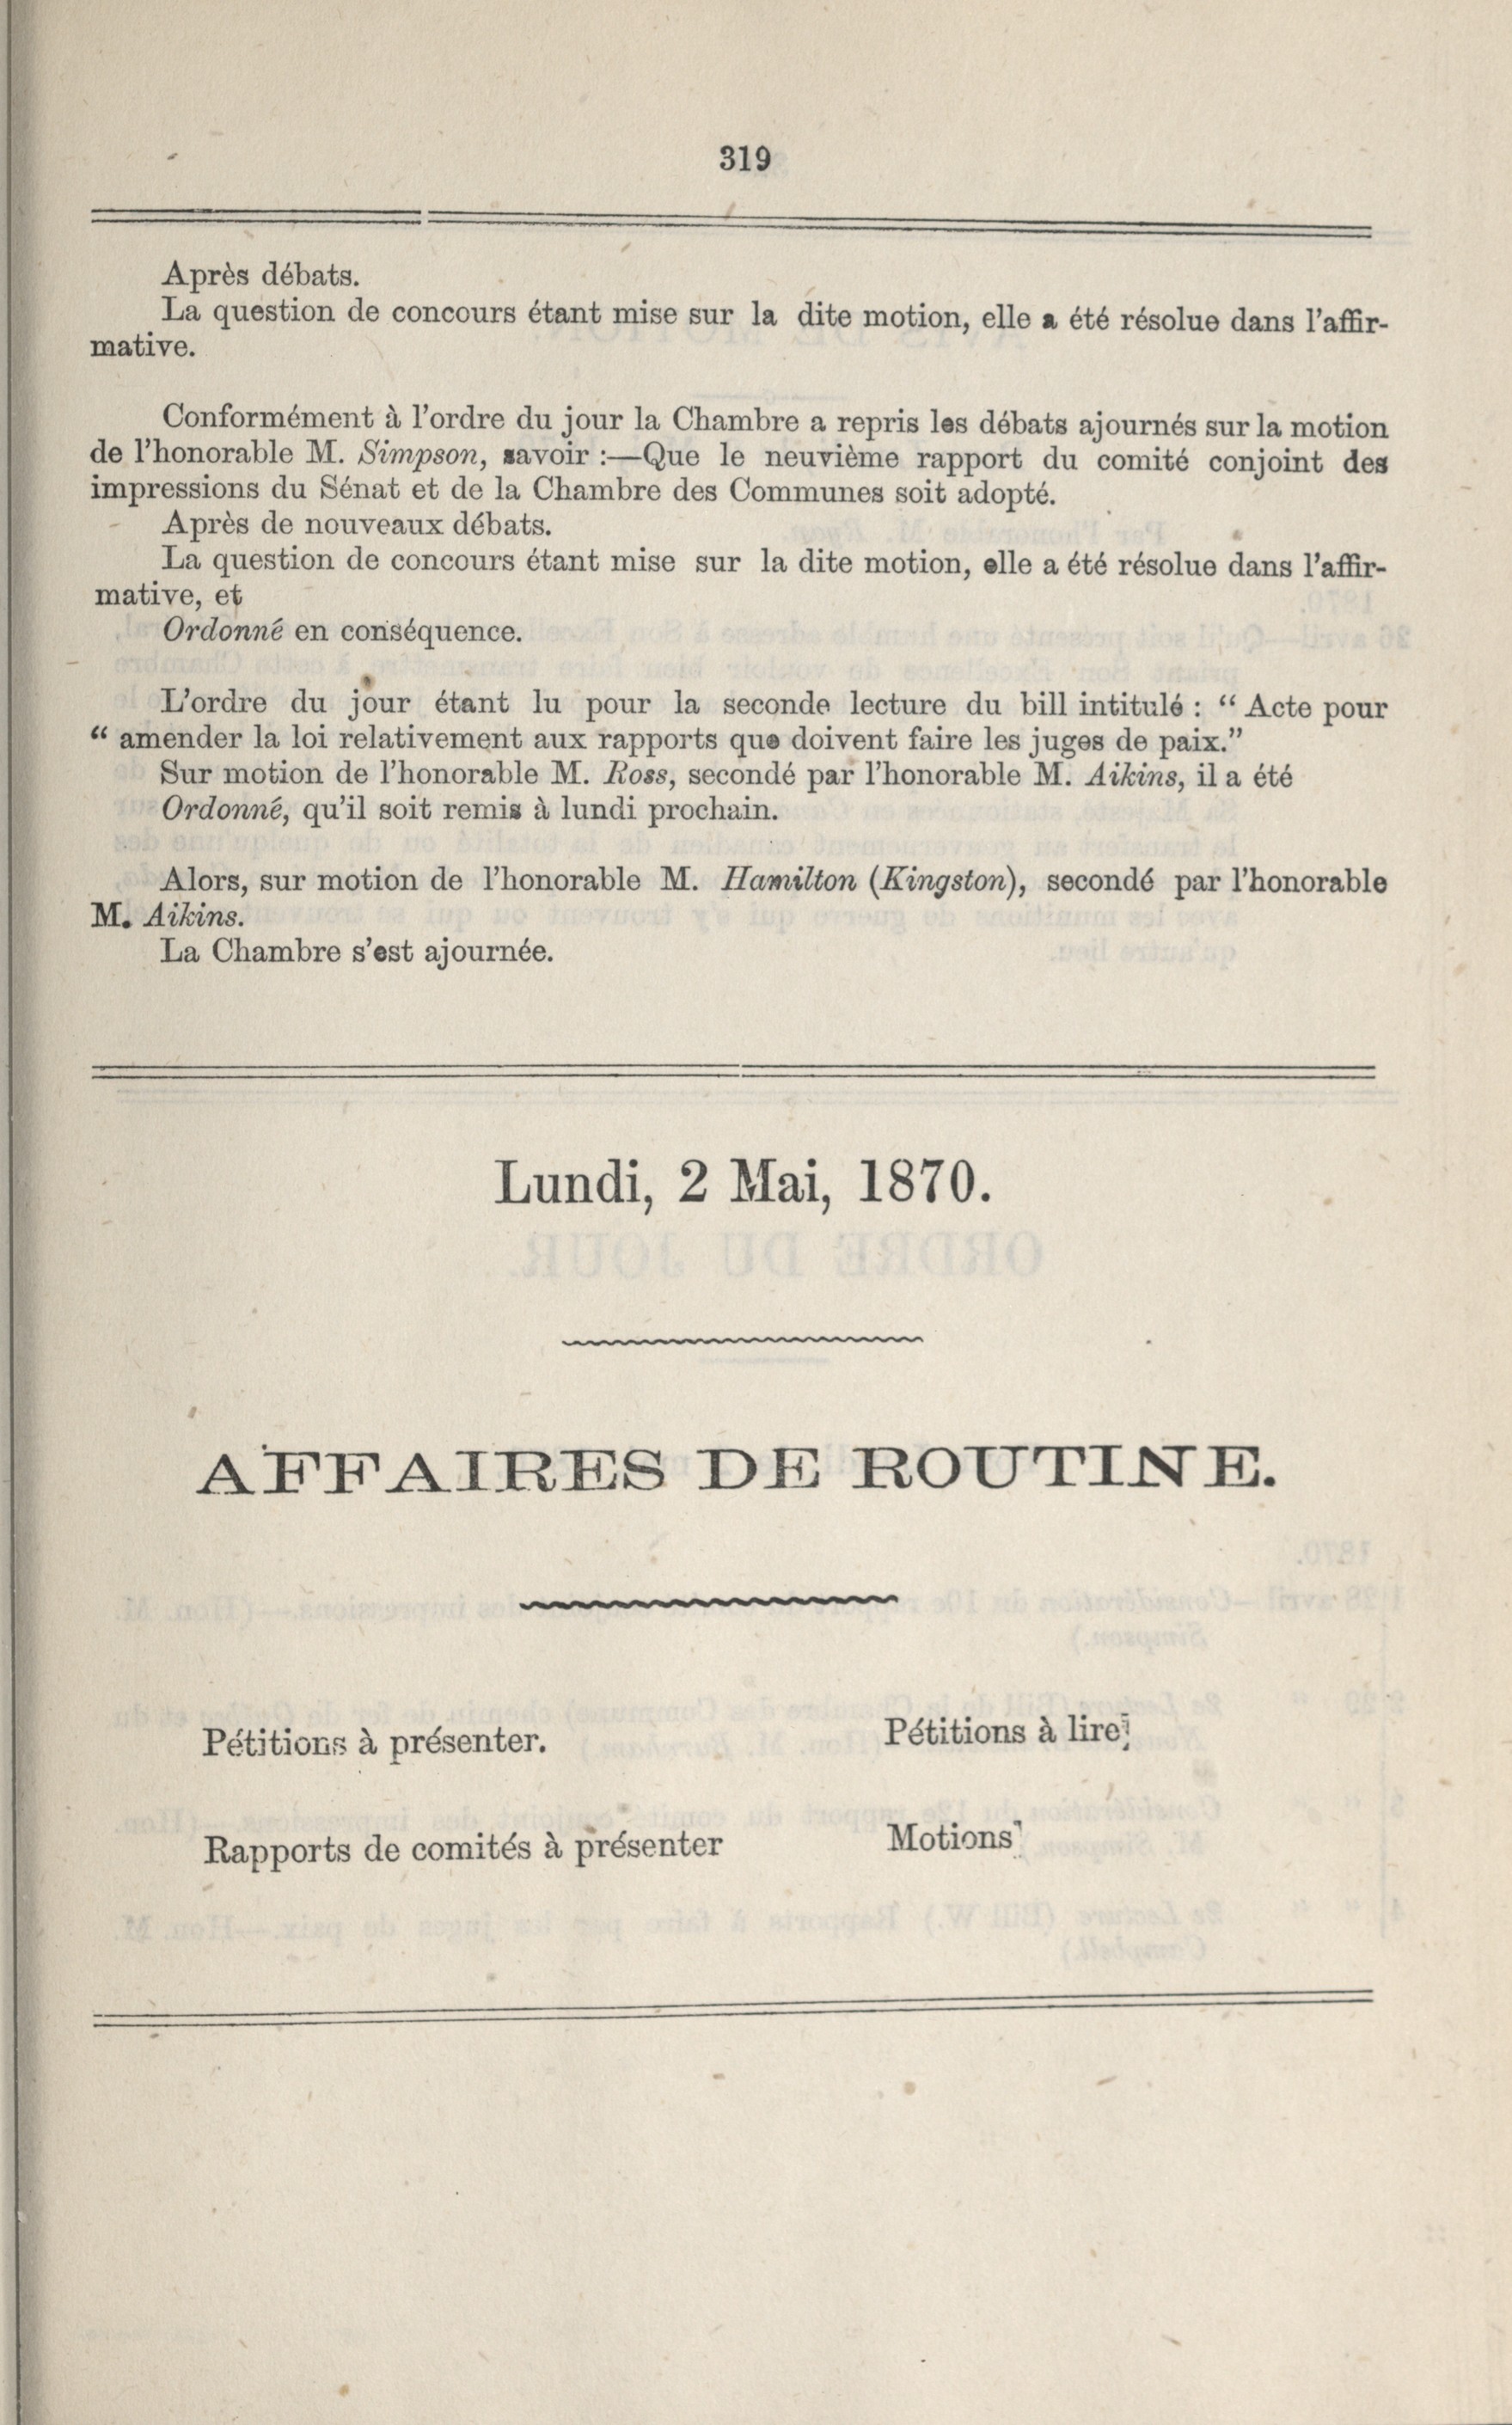 319
Après débats.
La question de concours étant mise sur la dite motion, elle a été résolue dans l'affir-
mative.
Conformément à l'ordre du jour la Chambre a repris les débats ajournés sur la motion
de l'honorable M. Simpson, savoir :—Que le neuvième rapport du comité conjoint des
impressions du Sénat et de la Chambre des Communes soit adopté.
Après de nouveaux débats.
La question de concours étant mise sur la dite motion, elle a été résolue dans l'affir-
mative, et
Ordonné en conséquence.
L'ordre du jour étant lu pour la seconde lecture du bill intitulé : “ Acte pour
“ amender la loi relativement aux rapports que doivent faire les juges de paix.”
Sur motion de l'honorable M. Ross, secondé par l'honorable M. Aikins, il a été
Ordonné, qu'il soit remis à lundi prochain.
Alors, sur motion de l'honorable M. Hamilton (Kingston), secondé par l'honorable
M. Aikins.
La Chambre s'est ajournée.
Lundi, 2 Mai, 1870.
AFFAIRES DE ROUTINE.
Pétitions à présenter.
Pétitions à lire
Rapports de comités à présenter
Motions